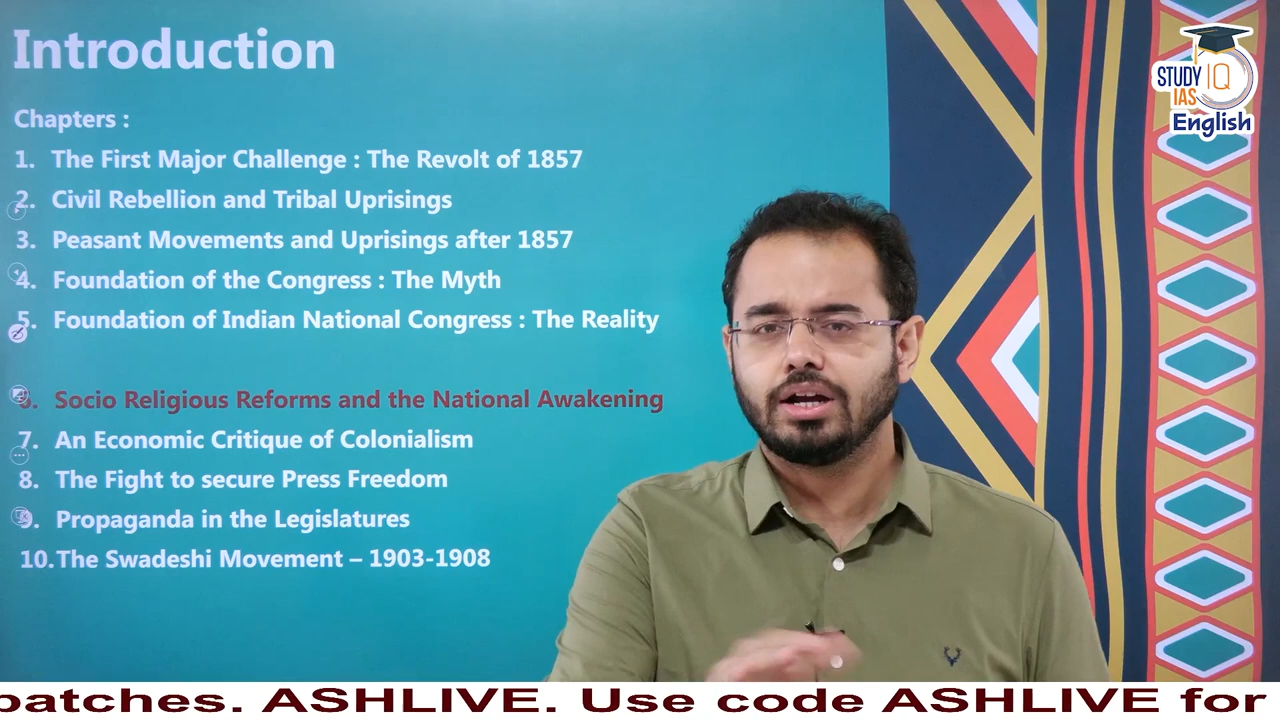 Introduction
Chapters :
1. The First Major Challenge : The Revolt of 1857
2. Civil Rebellion and Tribal Uprisings
3. Peasant Movements and Uprisings after 1857
4. Foundation of the Congress : The Myth
5. Foundation of Indian National Congress : The Reality
6. Socio Religious Reforms and the National Awakening
7. An Economic Critique of Colonialism
8. The Fight to secure Press Freedom
9. Propaganda in the Legislatures
10. The Swadeshi Movement – 1903-1908
STUDY IQ
IAS
English
patches. ASHLIVE. Use code ASHLIVE for